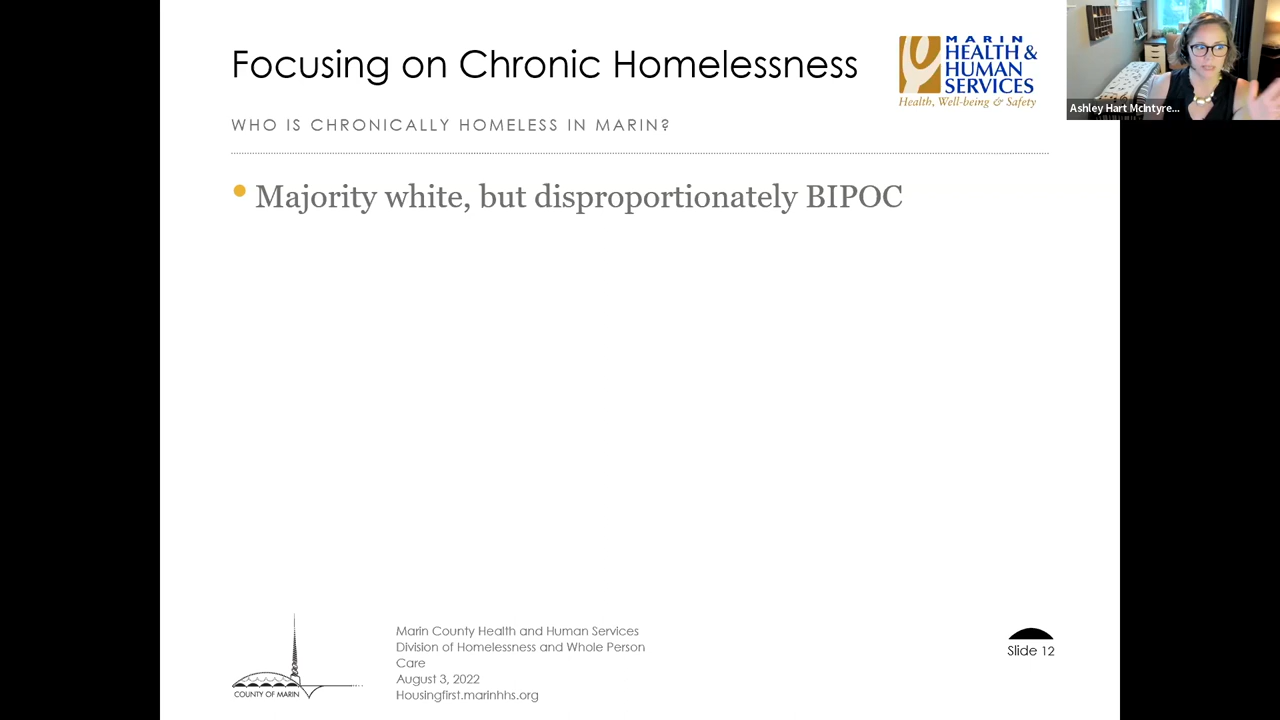 Focusing on Chronic Homelessness
MARIN
HEALTH &
HUMAN
SERVICES
Health, Well-being & Safety
Ashley Hart McIntyre...
WHO IS CHRONICALLY HOMELESS IN MARIN?
• Majority white, but disproportionately BIPOC
COUNTY OF MARIN
Marin County Health and Human Services
Division of Homelessness and Whole Person
Care
August 3, 2022
Housingfirst.marinhhs.org
Slide 12